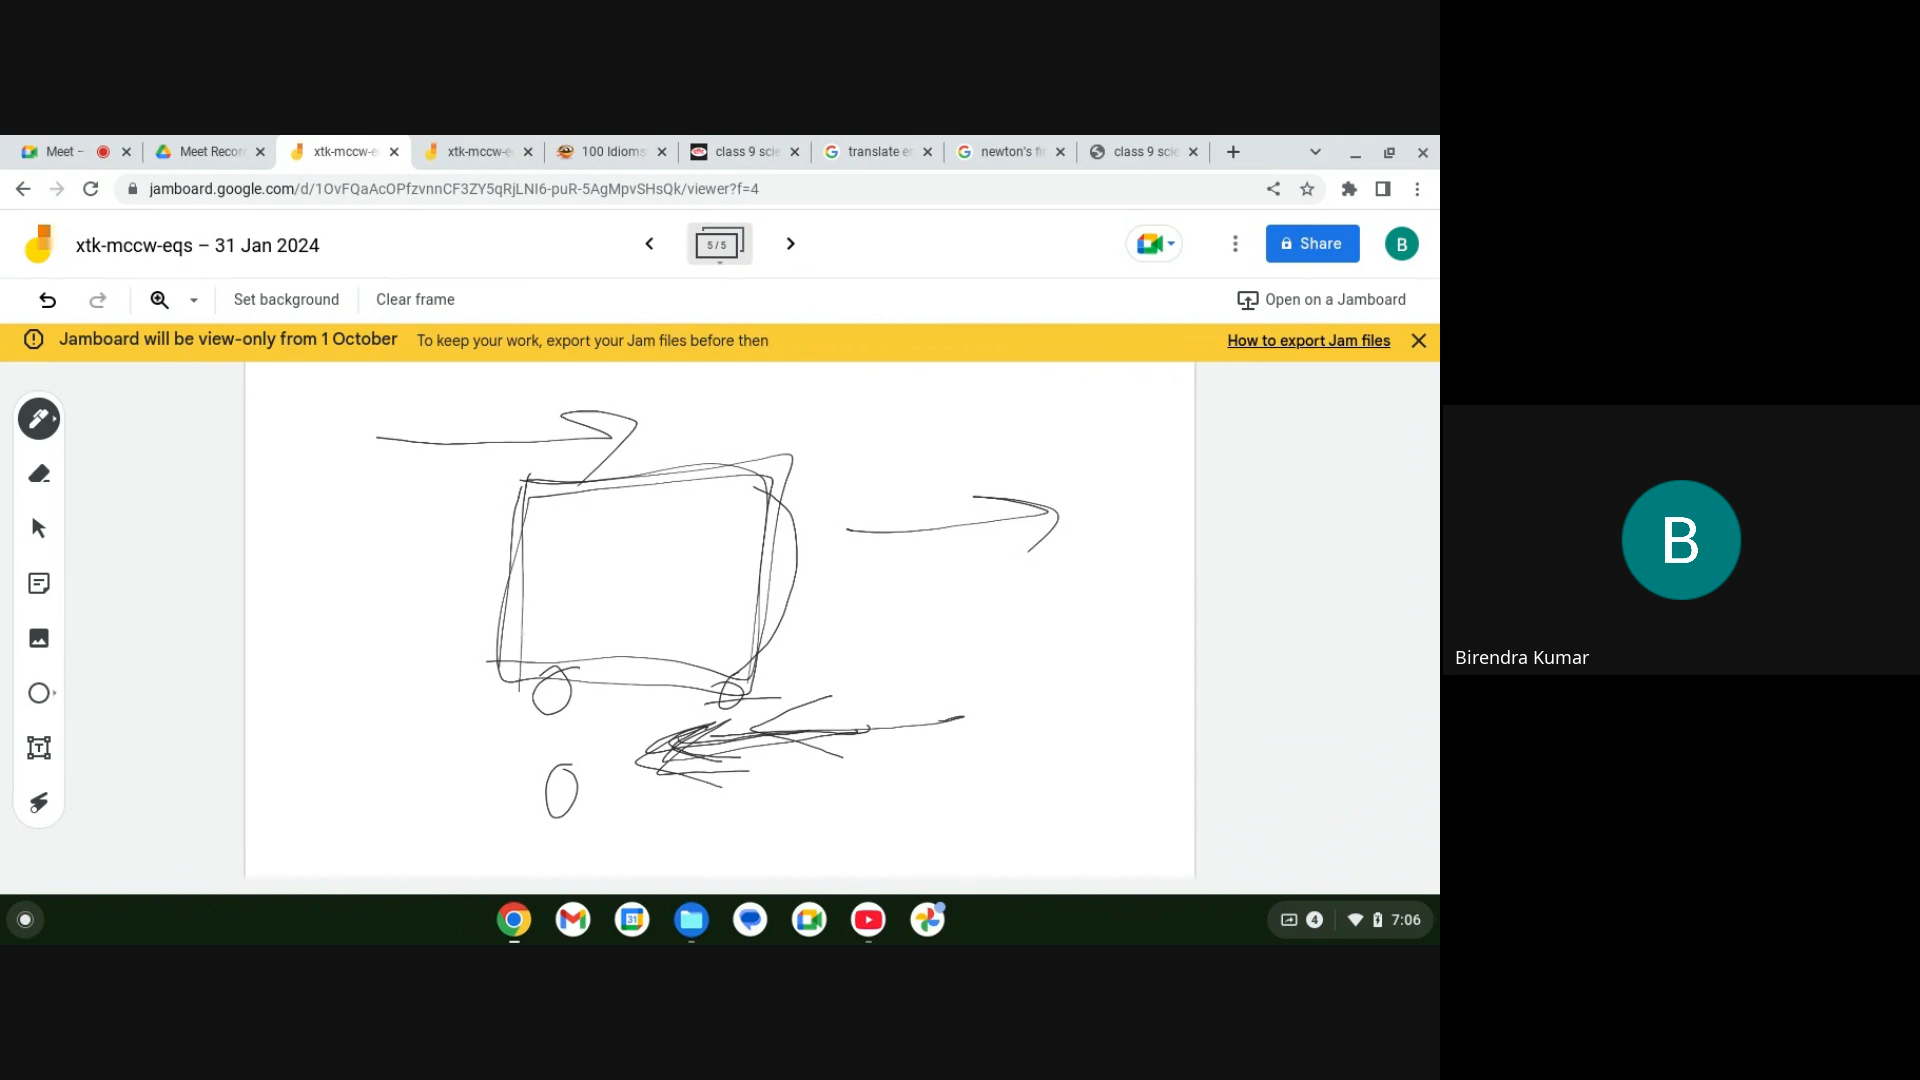 Meet – Meet Recor xtk-mccw-e xtk-mccw-e 100 Idioms class 9 scie translate e newton's fi class 9 scie
jamboard.google.com/d/1OvFQaAcOPfzvnnCF3ZY5qRjLNI6-puR-5AgMpvSHsQk/viewer?f=4
xtk-mccw-eqs – 31 Jan 2024
5 / 5
Share
B
Set background
Clear frame
Open on a Jamboard
Jamboard will be view-only from 1 October
To keep your work, export your Jam files before then
How to export Jam files
B
Birendra Kumar
31
4
7:06